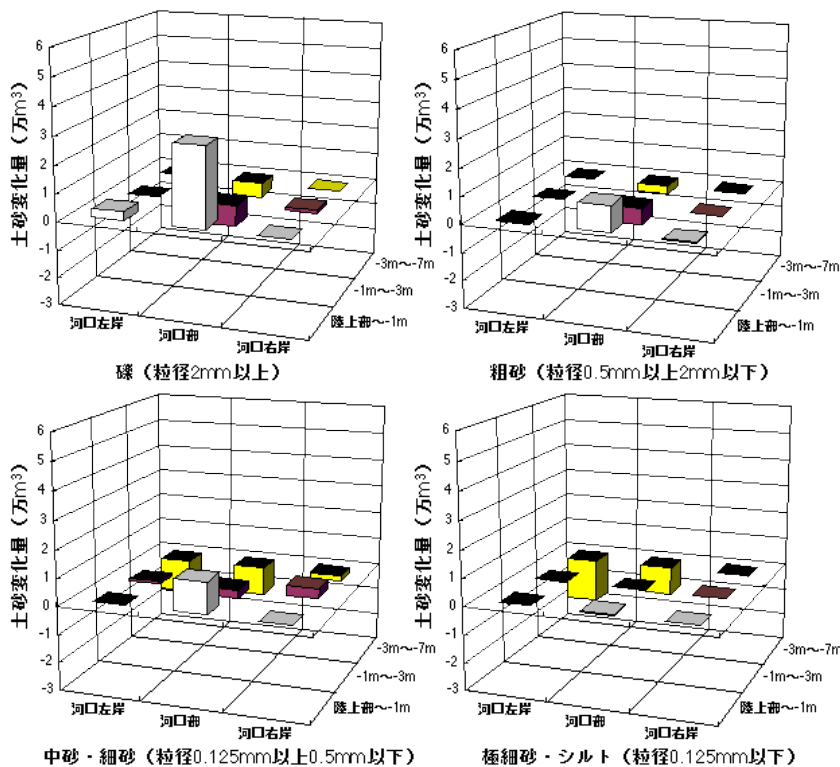 土砂変化量（万m³）
6
5
4
3
2
1
0
-1
-2
-3
河口左岸
河口部
河口右岸
-3m～-7m
-1m～-3m
陸上部～-1m
礫（粒径2mm以上）
土砂変化量（万m³）
6
5
4
3
2
1
0
-1
-2
-3
河口左岸
河口部
河口右岸
-3m～-7m
-1m～-3m
陸上部～-1m
粗砂（粒径0.5mm以上2mm以下）
土砂変化量（万m³）
6
5
4
3
2
1
0
-1
-2
-3
河口左岸
河口部
河口右岸
-3m～-7m
-1m～-3m
陸上部～-1m
中砂・細砂（粒径0.125mm以上0.5mm以下）
土砂変化量（万m³）
6
5
4
3
2
1
0
-1
-2
-3
河口左岸
河口部
河口右岸
-3m～-7m
-1m～-3m
陸上部～-1m
極細砂・シルト（粒径0.125mm以下）